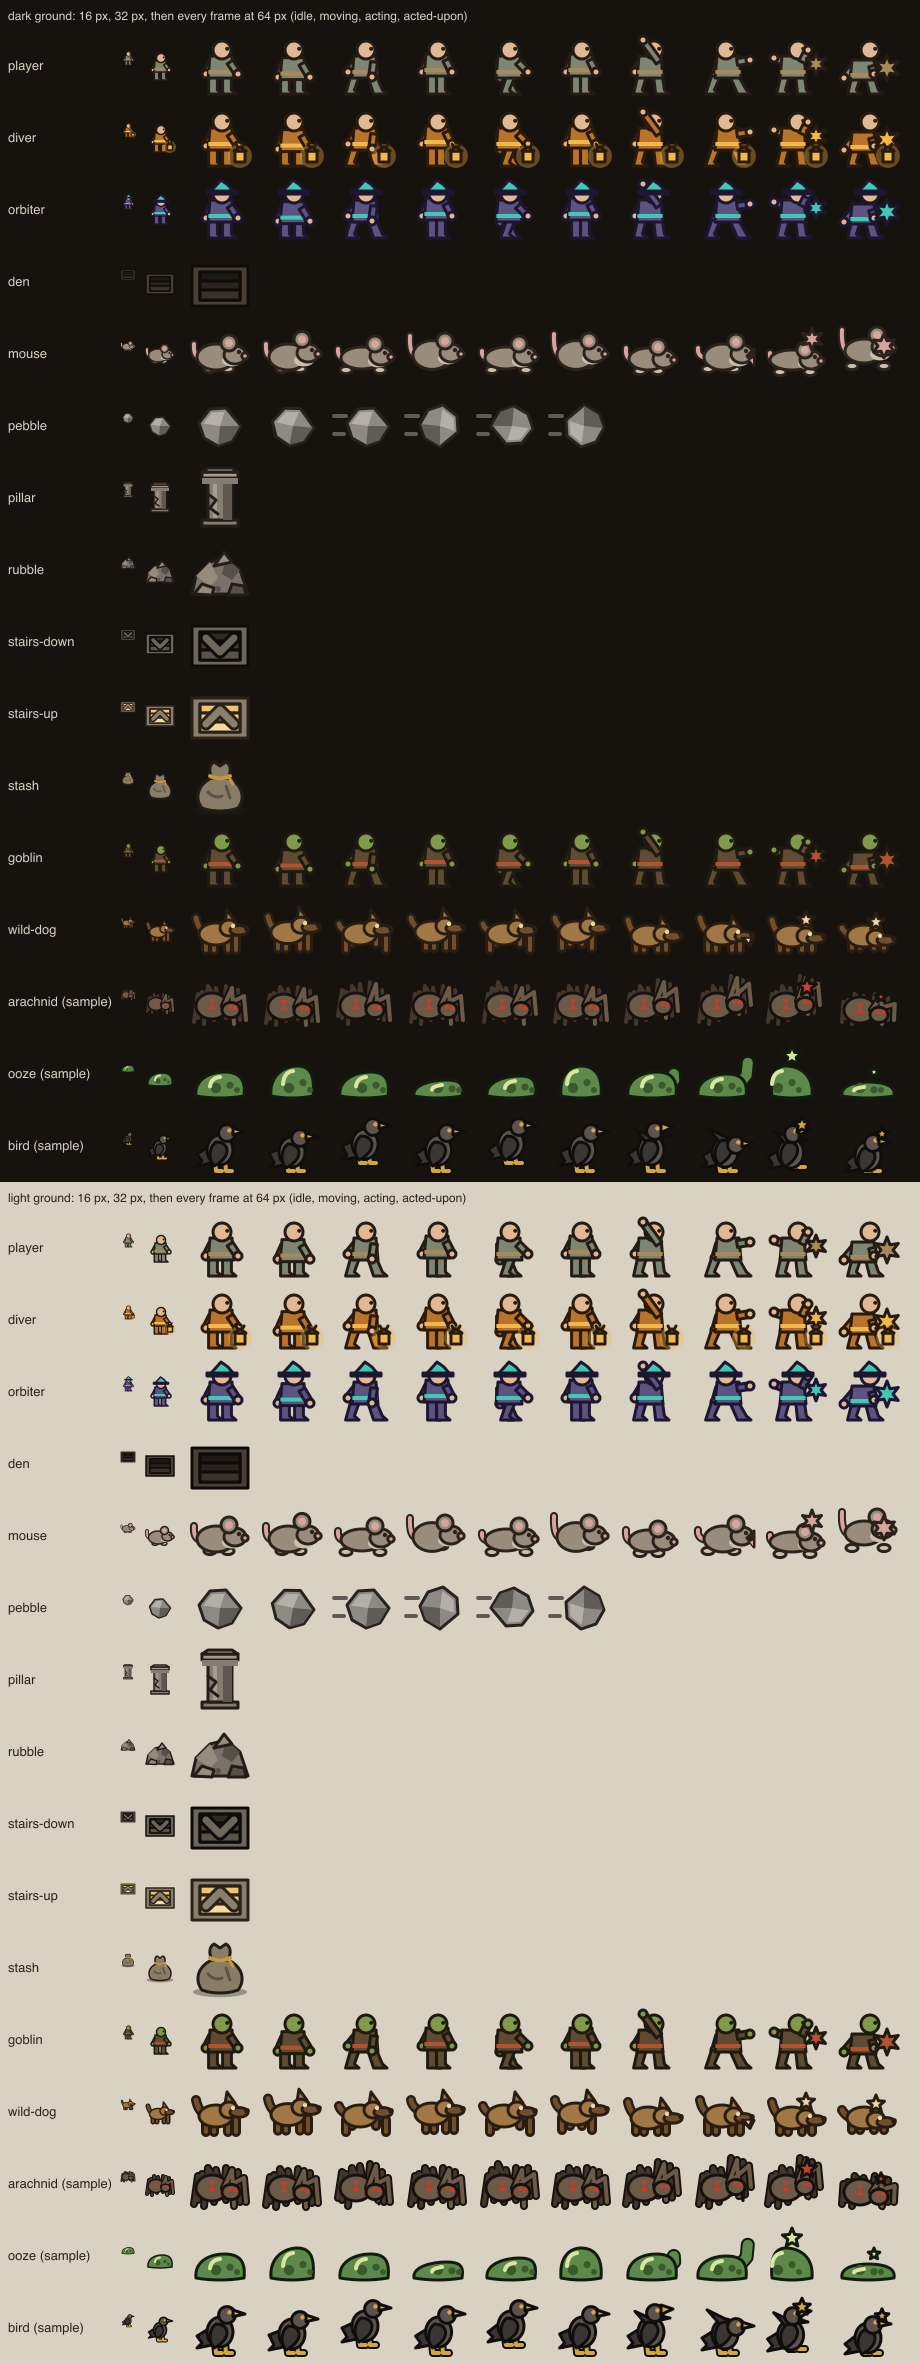 dark ground: 16 px, 32 px, then every frame at 64 px (idle, moving, acting, acted-upon)
player
diver
orbiter
den
mouse
pebble
pillar
rubble
stairs-down
stairs-up
stash
goblin
wild-dog
arachnid (sample)
ooze (sample)
bird (sample)
light ground: 16 px, 32 px, then every frame at 64 px (idle, moving, acting, acted-upon)
player
diver
orbiter
den
mouse
pebble
pillar
rubble
stairs-down
stairs-up
stash
goblin
wild-dog
arachnid (sample)
ooze (sample)
bird (sample)